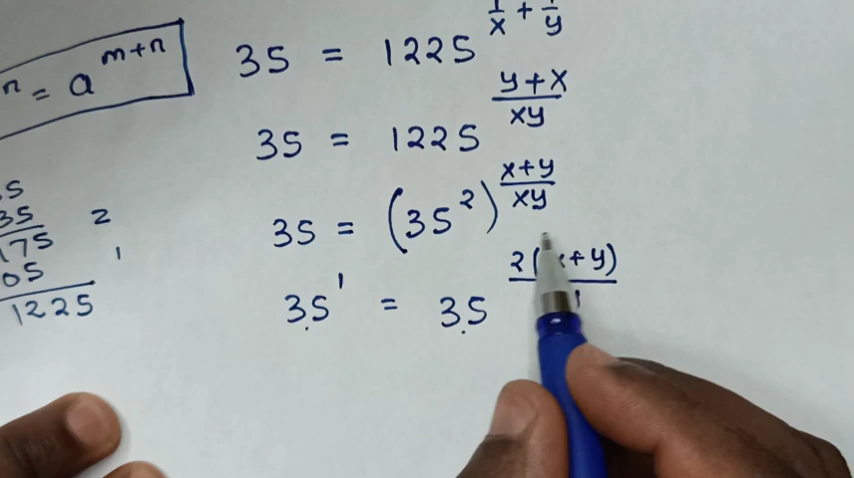 35 = 1225^(1/x + 1/y)
n = a^(m+n)
35 = 1225^((y+x)/xy)
35 = (35²)^((x+y)/xy)
35¹ = 35^(2(x+y)/
5
35 2
175 1
05
1225